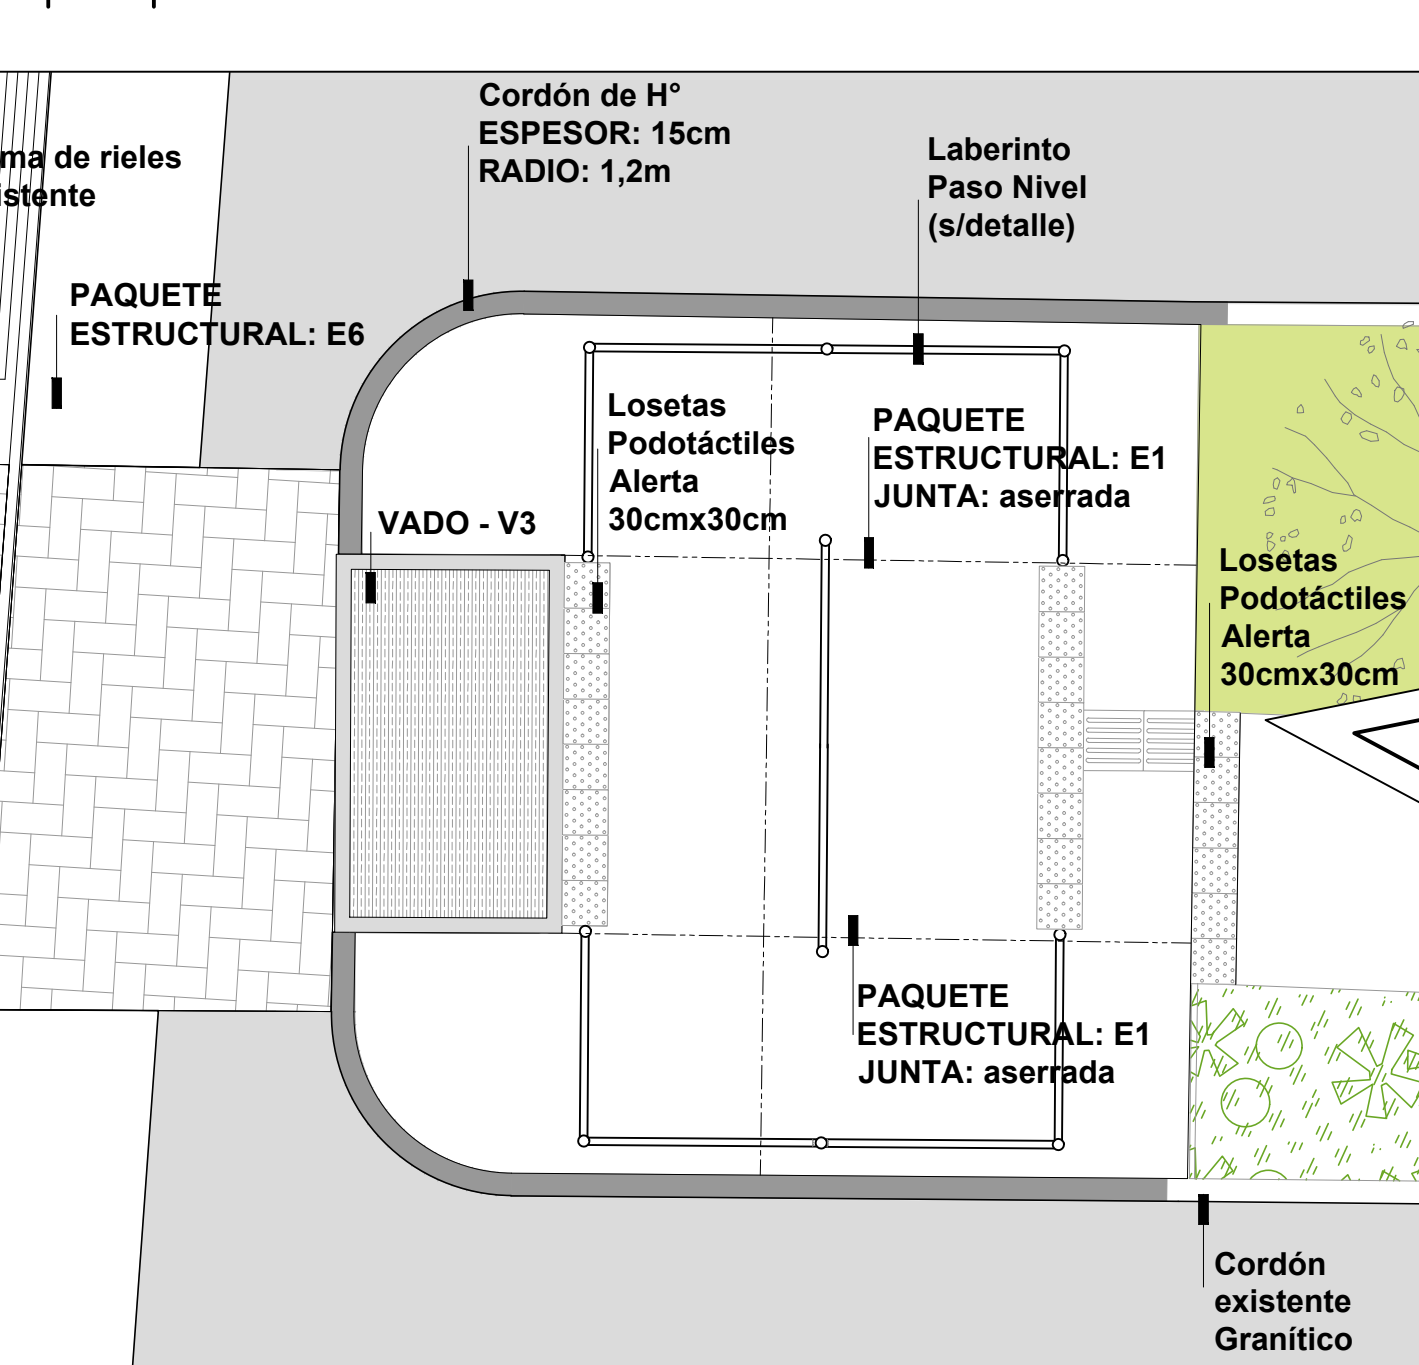 Cordón de H°
ESPESOR: 15cm
RADIO: 1,2m
Laberinto
Paso Nivel
(s/detalle)
de rieles
PAQUETE
ESTRUCTURAL: E6
Losetas
Podotáctiles
Alerta
30cmx30cm
PAQUETE
ESTRUCTURAL: E1
JUNTA: aserrada
VADO - V3
Losetas
Podotáctiles
Alerta
30cmx30cm
PAQUETE
ESTRUCTURAL: E1
JUNTA: aserrada
Cordón
existente
Granítico